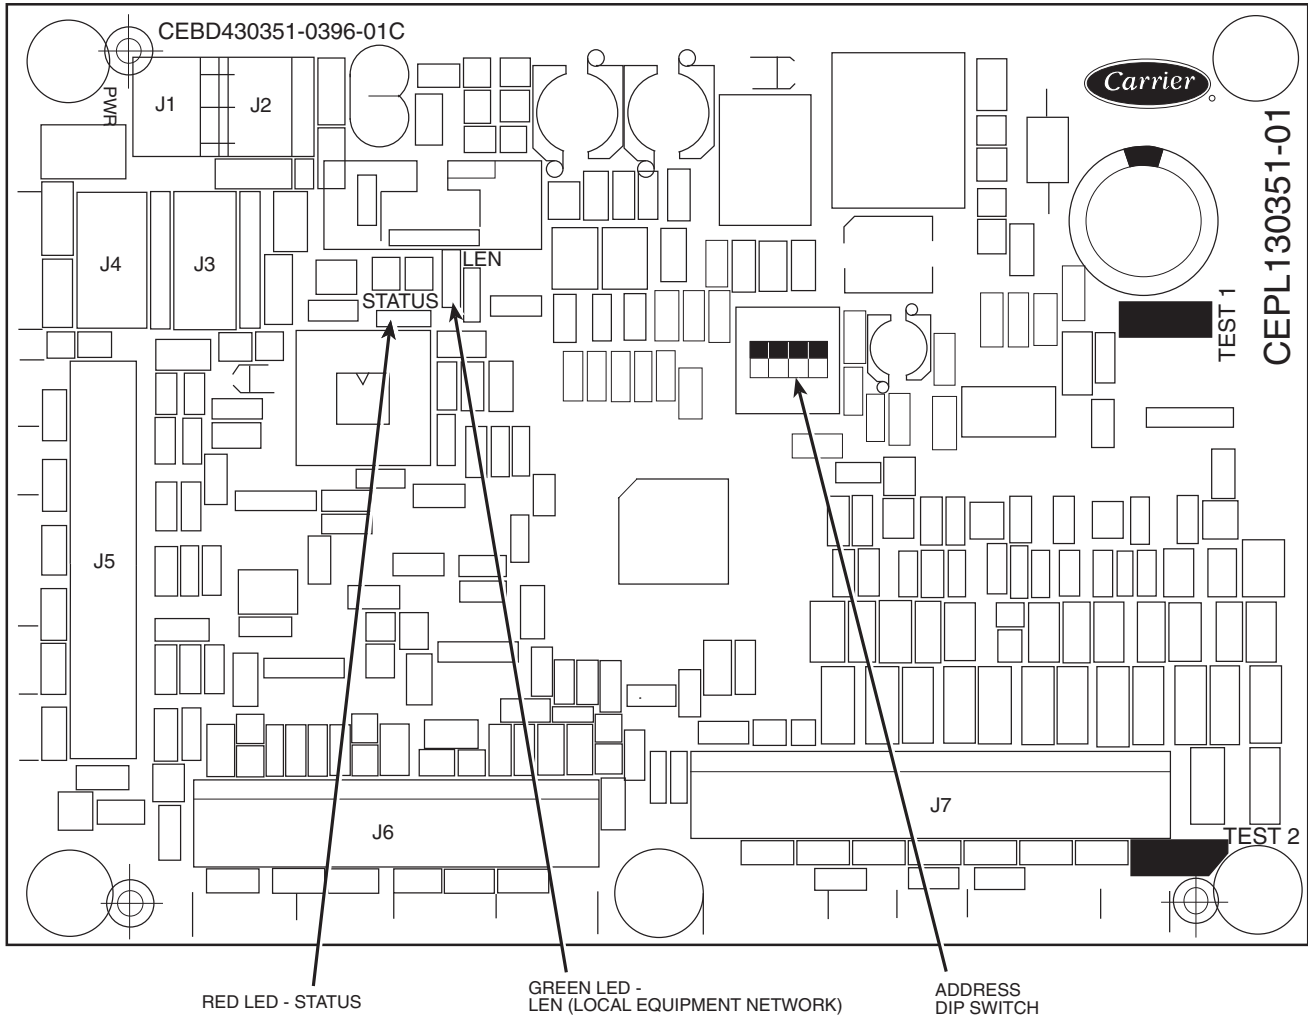 CEBD430351-0396-01C
Carrier
PWR
J1
J2
CEPL130351-01
J4
J3
LEN
STATUS
TEST 1
J5
J7
J6
TEST 2
RED LED - STATUS
GREEN LED -
LEN (LOCAL EQUIPMENT NETWORK)
ADDRESS
DIP SWITCH